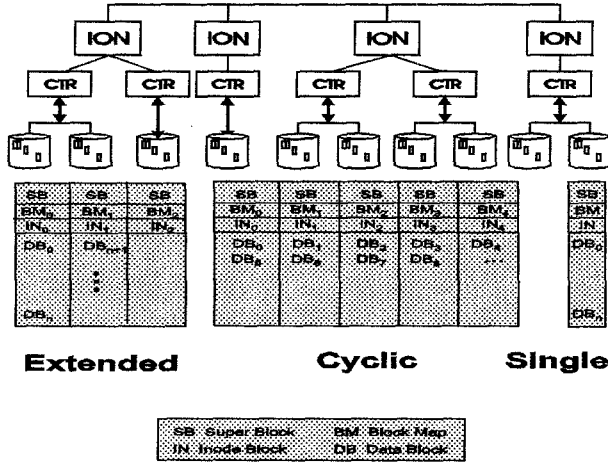 ION ION ION ION
CTR CTR CTR CTR CTR CTR
SB SB SB SB SB SB SB SB SB
BM₀ BM₁ BM₂ BM₀ BM₁ BM₂ BM₃ BM₄ BM
IN₀ IN₁ IN₂ IN₀ IN₁ IN₂ IN₃ IN₄ IN
DB₀ DBₙ₊₁ DB₀ DB₁ DB₂ DB₃ DB₄ DB₀
DB₆ DB₇ ...
DBₙ DBₙ
Extended Cyclic Single
SB Super Block BM Block Map
IN Inode Block DB Data Block